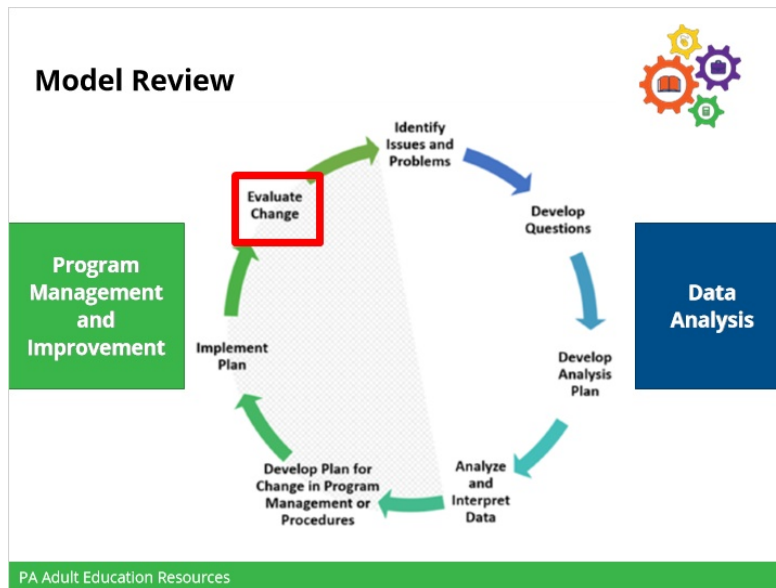 Model Review
Identify
Issues and
Problems
Develop
Questions
Develop
Analysis
Plan
Analyze
and
Interpret
Data
Develop Plan for
Change in Program
Management or
Procedures
Implement
Plan
Evaluate
Change
Program
Management
and
Improvement
Data
Analysis
PA Adult Education Resources